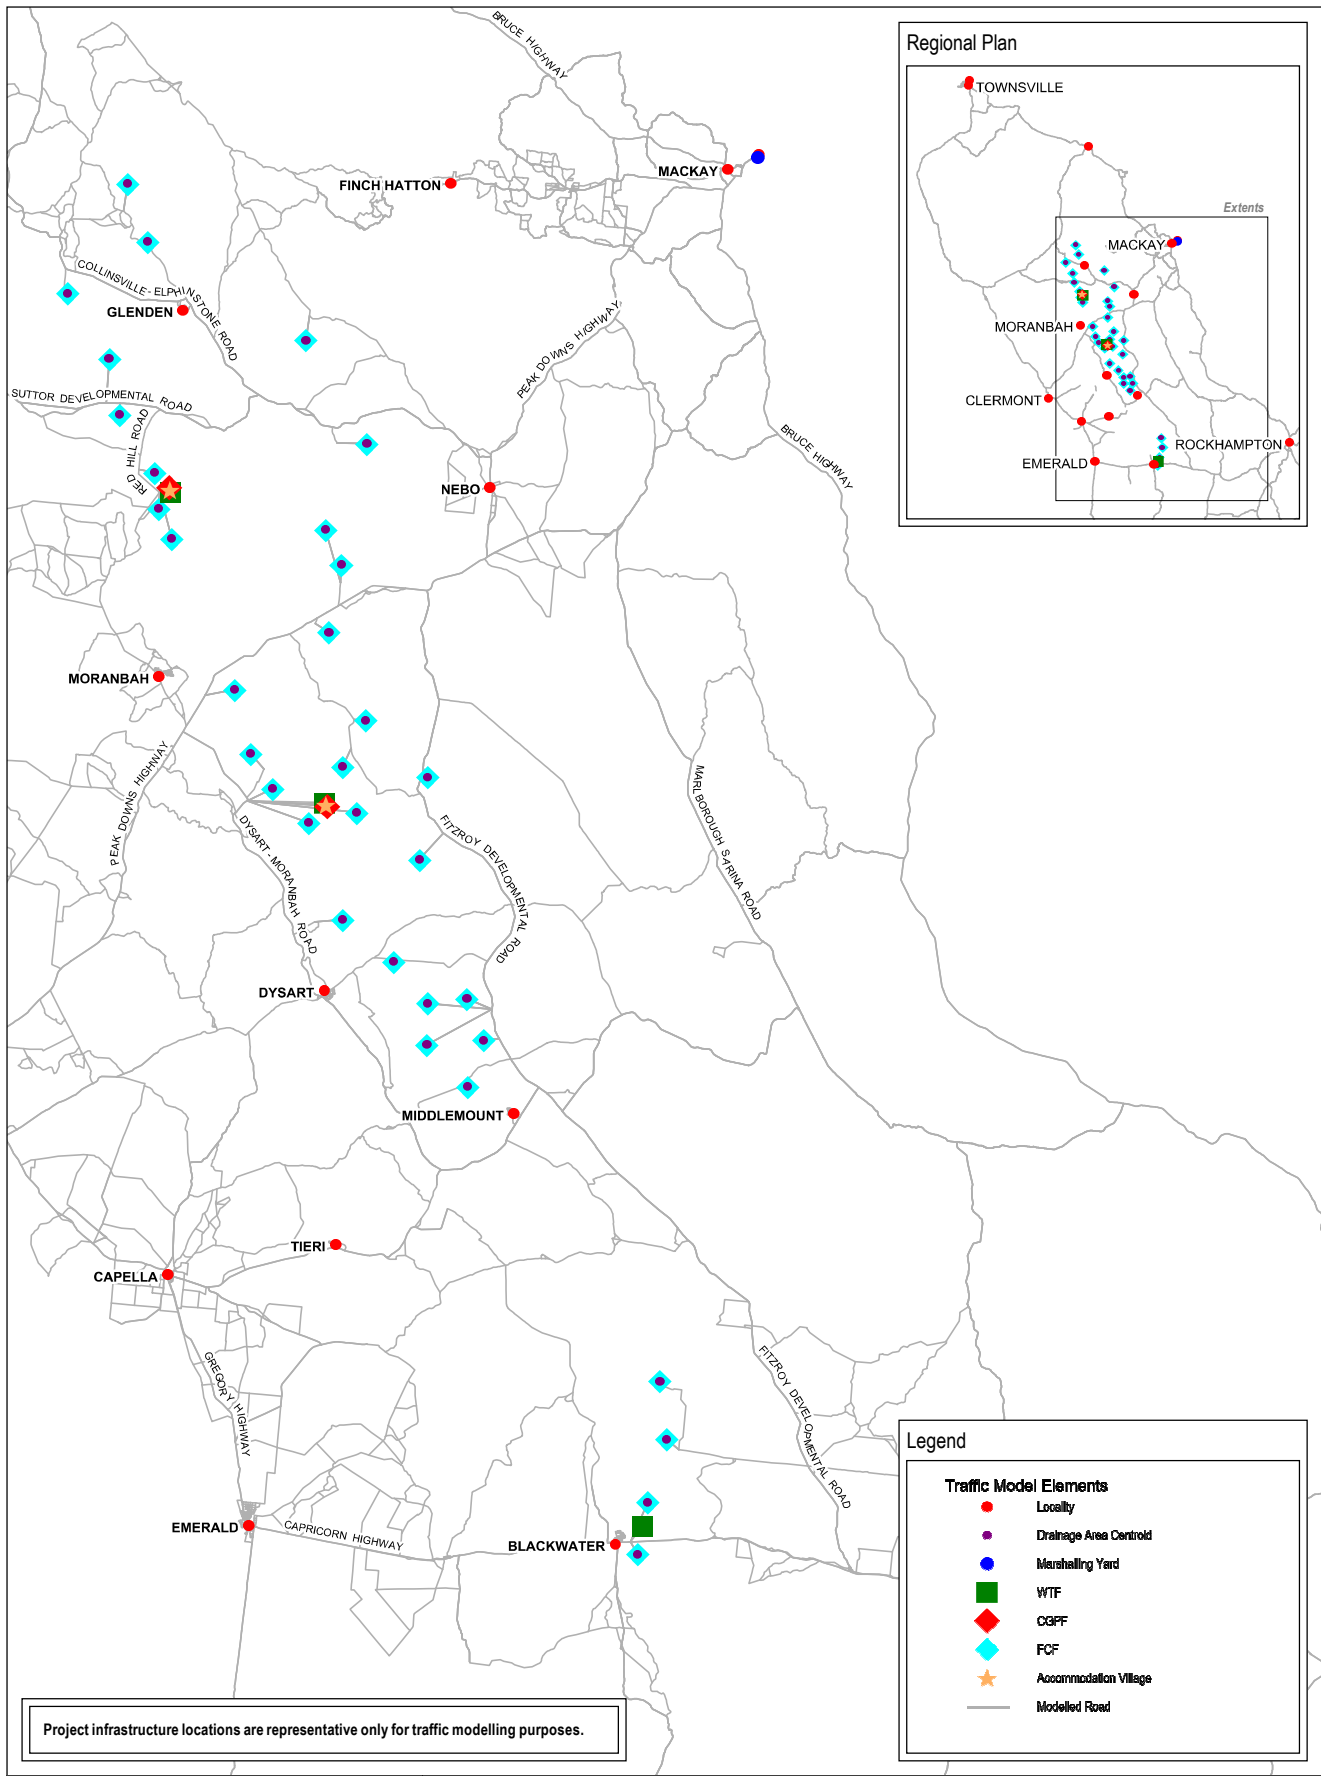 BRUCE HIGHWAY
MACKAY
FINCH HATTON
COLLINSVILLE - ELPHINSTONE ROAD
GLENDEN
PEAK DOWNS HIGHWAY
SUTTOR DEVELOPMENTAL ROAD
RED HILL ROAD
BRUCE HIGHWAY
NEBO
MORANBAH
PEAK DOWNS HIGHWAY
MARLBOROUGH SARINA ROAD
DYSART - MORANBAH ROAD
FITZROY DEVELOPMENTAL ROAD
DYSART
MIDDLEMOUNT
TIERI
CAPELLA
GREGORY HIGHWAY
FITZROY DEVELOPMENTAL ROAD
EMERALD
CAPRICORN HIGHWAY
BLACKWATER
Project infrastructure locations are representative only for traffic modelling purposes.
Regional Plan
TOWNSVILLE
Extents
MACKAY
MORANBAH
CLERMONT
ROCKHAMPTON
EMERALD
Legend
Traffic Model Elements
Locality
Drainage Area Centroid
Marshalling Yard
WTF
CGPF
FCF
Accommodation Village
Modelled Road